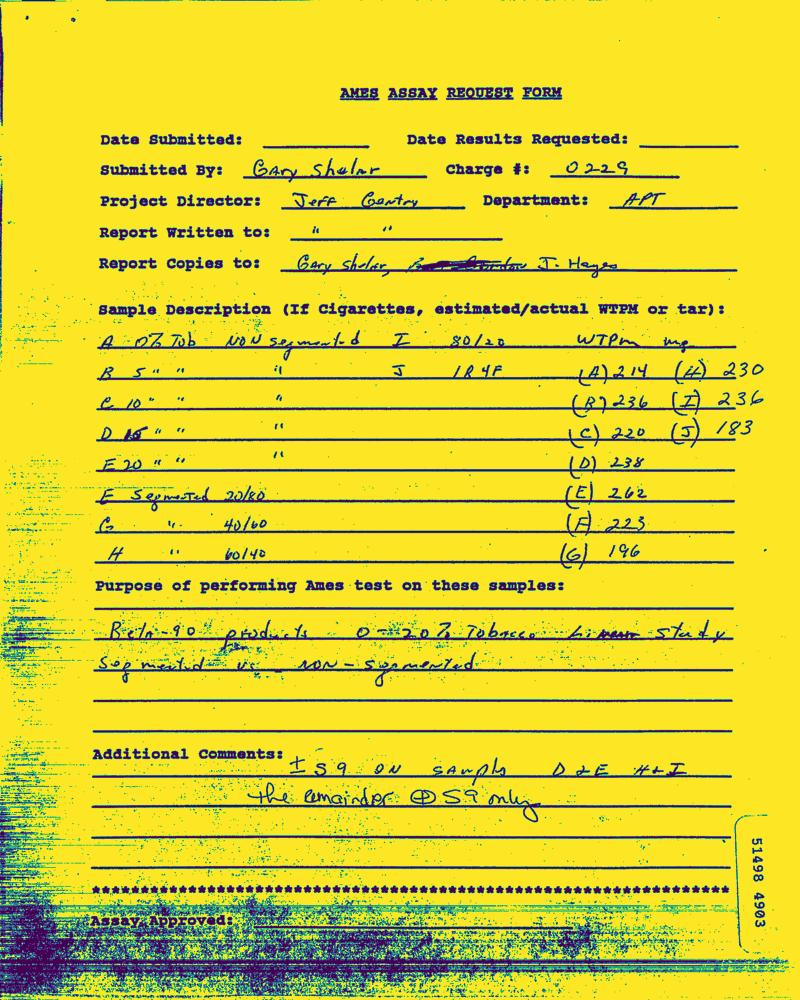 AMES ASSAY REQUEST FORM
Date Submitted: Date Results Requested:
Submitted By: Gary Shelar Charge #: 0229
Project Director: Jeff Gentry Department: APT
Report Written to: " "
Report Copies to: Gary Shelar, J. Hayes
Sample Description (If Cigarettes, estimated/actual WTPM or tar):
A 0% Tob NON segmented I 80/20 WTPM mg
B 5 " " " J 1R4F (A) 214 (H) 230
C 10 " " " (B) 236 (I) 236
D 15 " " " (C) 220 (J) 183
E 20 " " " (D) 238
F Segmented 20/80 (E) 262
G " 40/60 (F) 223
H " 60/40 (G) 196
Purpose of performing Ames test on these samples:
Beta-90 products 0-20% Tobacco study
Segmented vs NON-segmented
Additional Comments:
± S9 ON Sample D & E H & I
the remainder ⊕ S9 only
****************************************************************
Assay Approved:
51498 4903